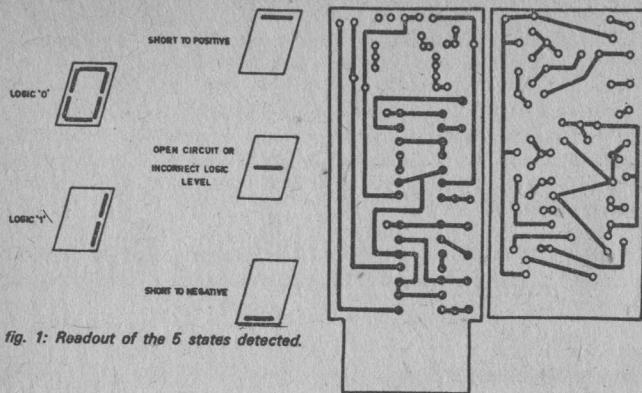 SHORT TO POSITIVE
LOGIC '0'
OPEN CIRCUIT OR
INCORRECT LOGIC
LEVEL
LOGIC '1'
SHORT TO NEGATIVE
fig. 1: Readout of the 5 states detected.